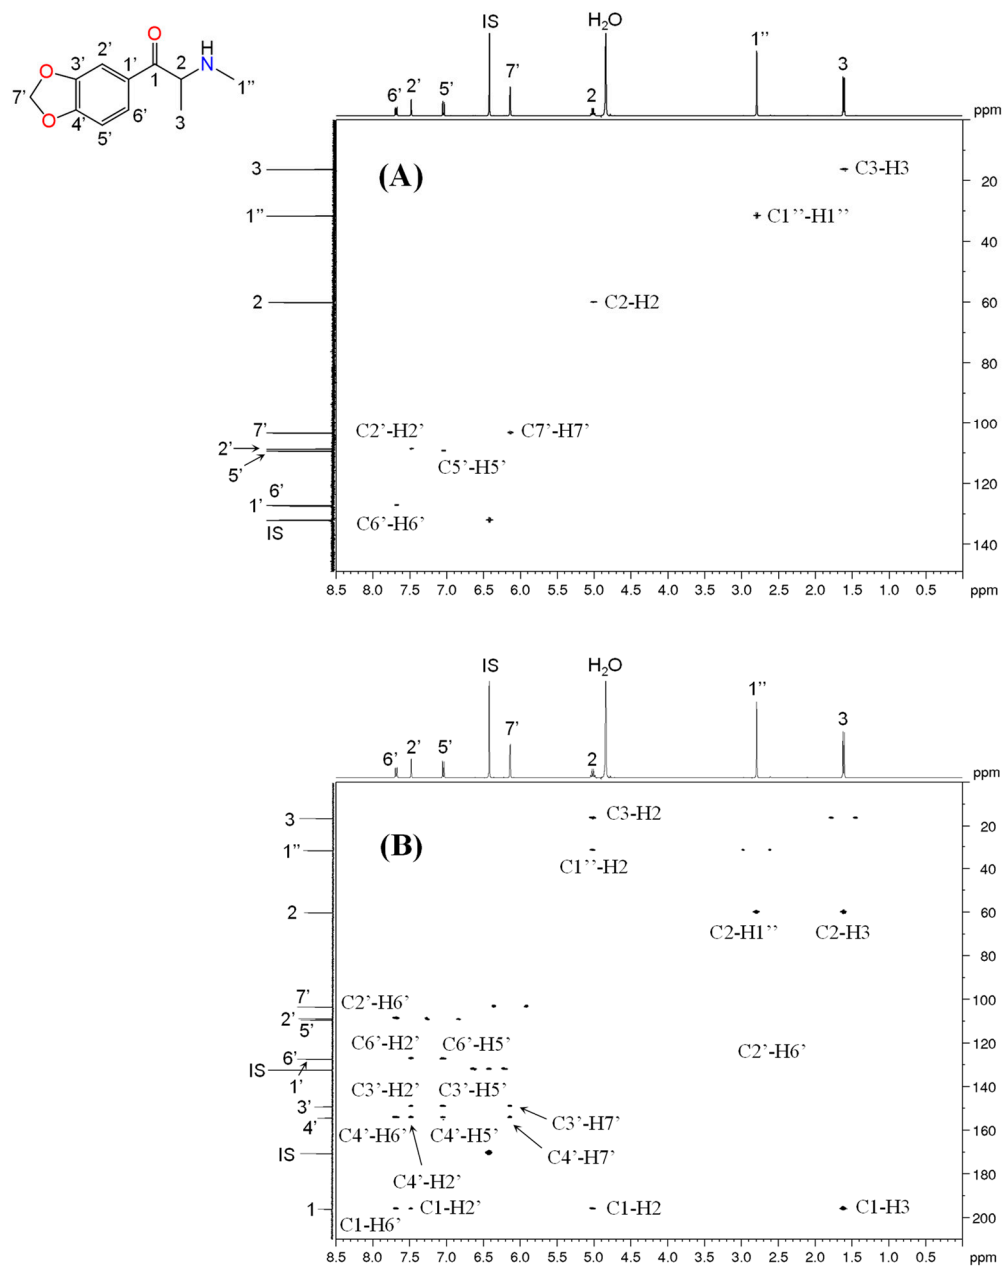 O
H
N
O
O
2'
3'
1'
1
2
1''
7'
4'
6'
3
5'
IS
H₂O
1''
3
7'
2'
5'
6'
2
ppm
(A)
3
C3-H3
20
1''
C1’’-H1’’
40
2
C2-H2
60
80
7'
C2’-H2’
C7’-H7’
100
2'
5'
C5’-H5’
120
6'
1'
C6’-H6’
IS
140
8.5 8.0 7.5 7.0 6.5 6.0 5.5 5.0 4.5 4.0 3.5 3.0 2.5 2.0 1.5 1.0 0.5 ppm
IS
H₂O
1''
3
7'
2'
5'
6'
2
ppm
3
C3-H2
20
(B)
1''
40
C1’’-H2
2
60
C2-H1’’
C2-H3
80
7'
C2’-H6’
100
2'
5'
120
C6’-H2’
C6’-H5’
C2’-H6’
6'
IS
1'
140
C3’-H2’
C3’-H5’
3'
C3’-H7’
4'
160
C4’-H6’
C4’-H5’
C4’-H7’
IS
C4’-H2’
180
1
C1-H2’
C1-H2
C1-H3
C1-H6’
200
8.5 8.0 7.5 7.0 6.5 6.0 5.5 5.0 4.5 4.0 3.5 3.0 2.5 2.0 1.5 1.0 0.5 ppm